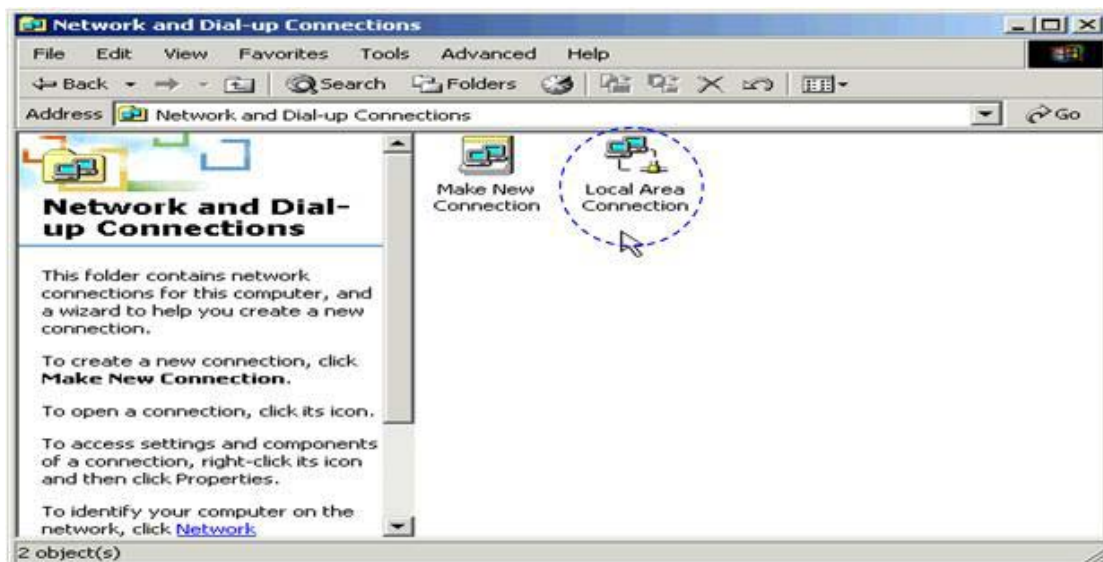 Network and Dial-up Connections
File Edit View Favorites Tools Advanced Help
Back Search Folders
Address Network and Dial-up Connections Go
Network and Dial-
up Connections
This folder contains network
connections for this computer, and
a wizard to help you create a new
connection.
To create a new connection, click
Make New Connection.
To open a connection, click its icon.
To access settings and components
of a connection, right-click its icon
and then click Properties.
To identify your computer on the
network, click Network
Make New
Connection
Local Area
Connection
2 object(s)